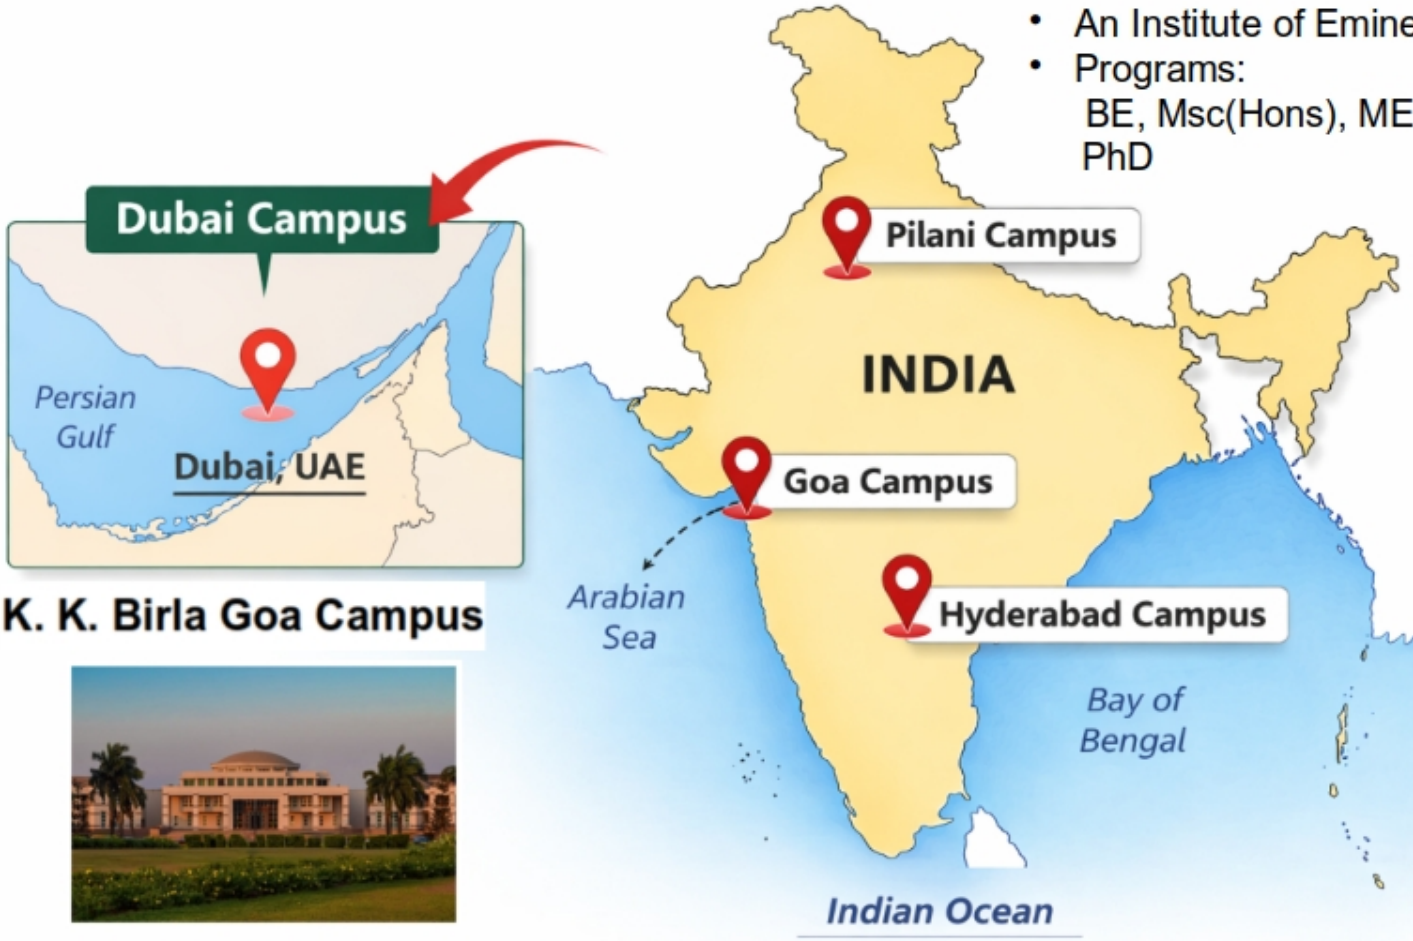 • An Institute of Emine
• Programs:
BE, Msc(Hons), ME
PhD
Dubai Campus
Persian
Gulf
Dubai, UAE
K. K. Birla Goa Campus
Pilani Campus
INDIA
Goa Campus
Arabian
Sea
Hyderabad Campus
Bay of
Bengal
Indian Ocean